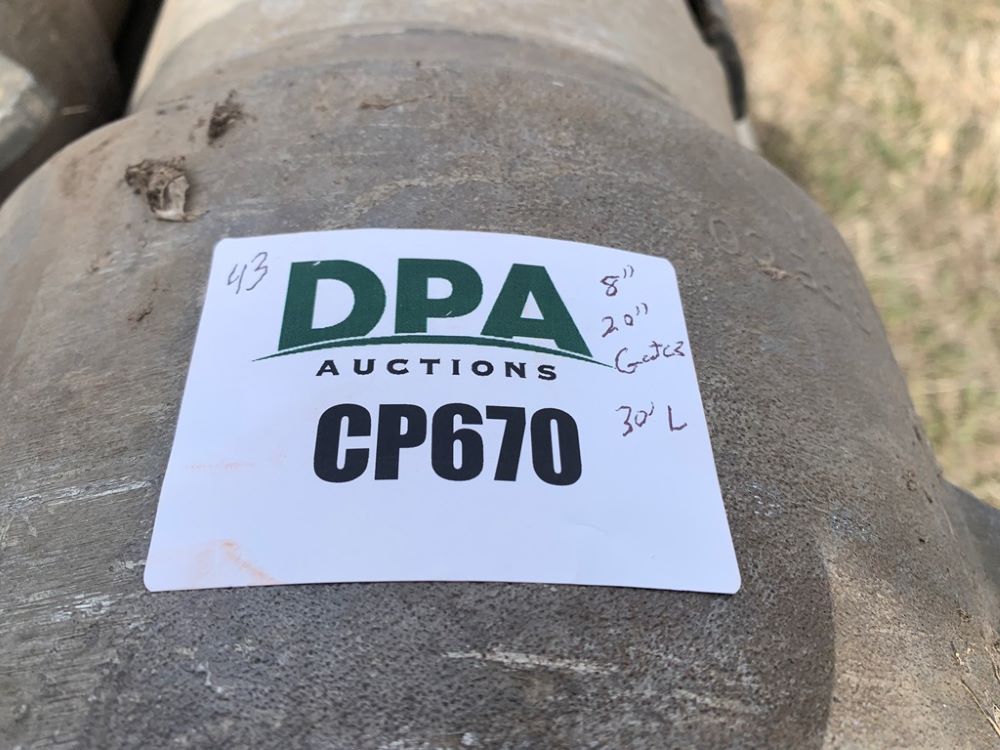 43
DPA
AUCTIONS
CP670
8"
20"
Gates
30' L